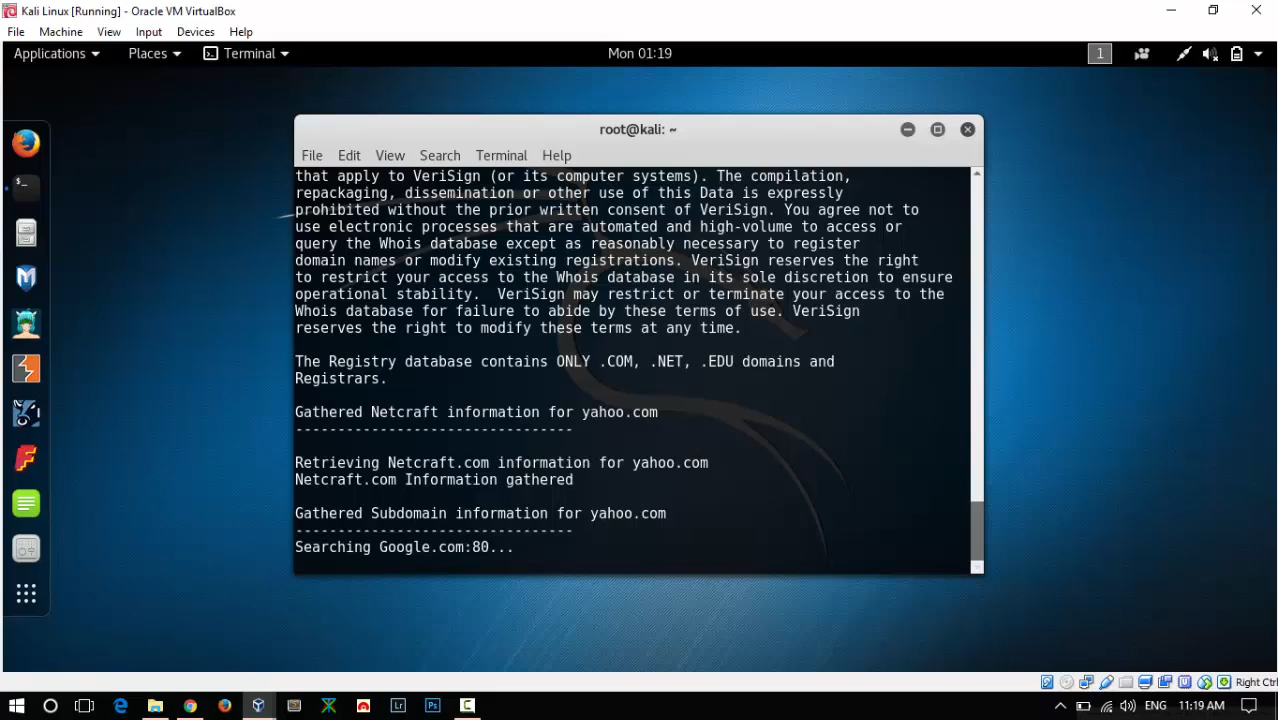 Kali Linux [Running] - Oracle VM VirtualBox
File Machine View Input Devices Help
Applications Places Terminal Mon 01:19 1
root@kali: ~
File Edit View Search Terminal Help
that apply to VeriSign (or its computer systems). The compilation,
repackaging, dissemination or other use of this Data is expressly
prohibited without the prior written consent of VeriSign. You agree not to
use electronic processes that are automated and high-volume to access or
query the Whois database except as reasonably necessary to register
domain names or modify existing registrations. VeriSign reserves the right
to restrict your access to the Whois database in its sole discretion to ensure
operational stability.  VeriSign may restrict or terminate your access to the
Whois database for failure to abide by these terms of use. VeriSign
reserves the right to modify these terms at any time.
The Registry database contains ONLY .COM, .NET, .EDU domains and
Registrars.
Gathered Netcraft information for yahoo.com
---------------------------------
Retrieving Netcraft.com information for yahoo.com
Netcraft.com Information gathered
Gathered Subdomain information for yahoo.com
---------------------------------
Searching Google.com:80...
Right Ctrl
Lr Ps ENG 11:19 AM